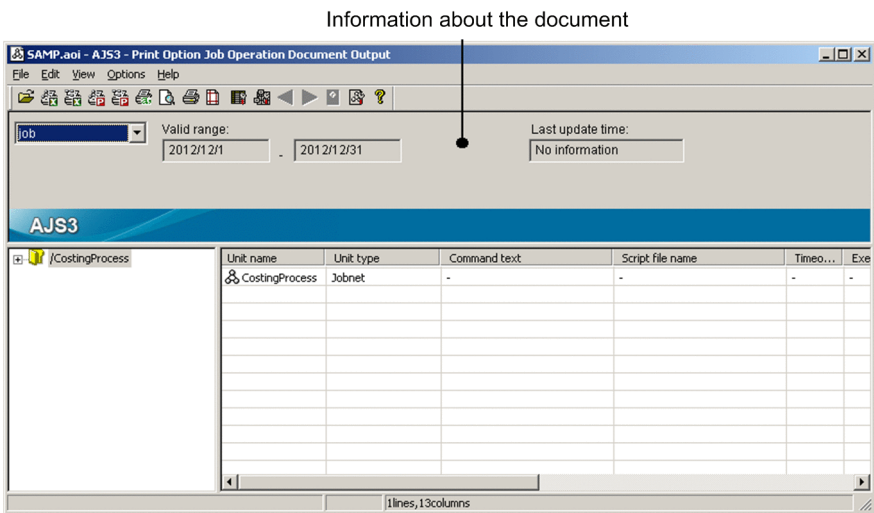 Information about the document
SAMP.aoi - AJS3 - Print Option Job Operation Document Output
File Edit View Options Help
job
Valid range:
2012/12/1 - 2012/12/31
Last update time:
No information
AJS3
/CostingProcess
Unit name Unit type Command text Script file name Timeo... Exe
CostingProcess Jobnet - - - -
1lines,13columns